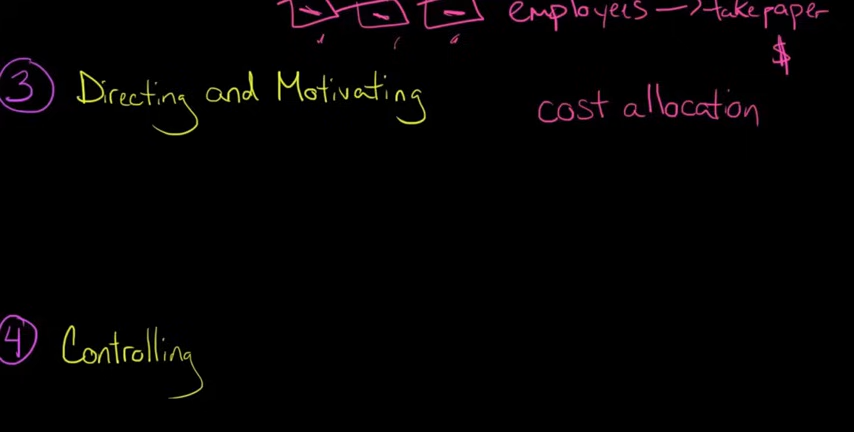 employees → take paper
$
3 Directing and Motivating
cost allocation
4 Controlling